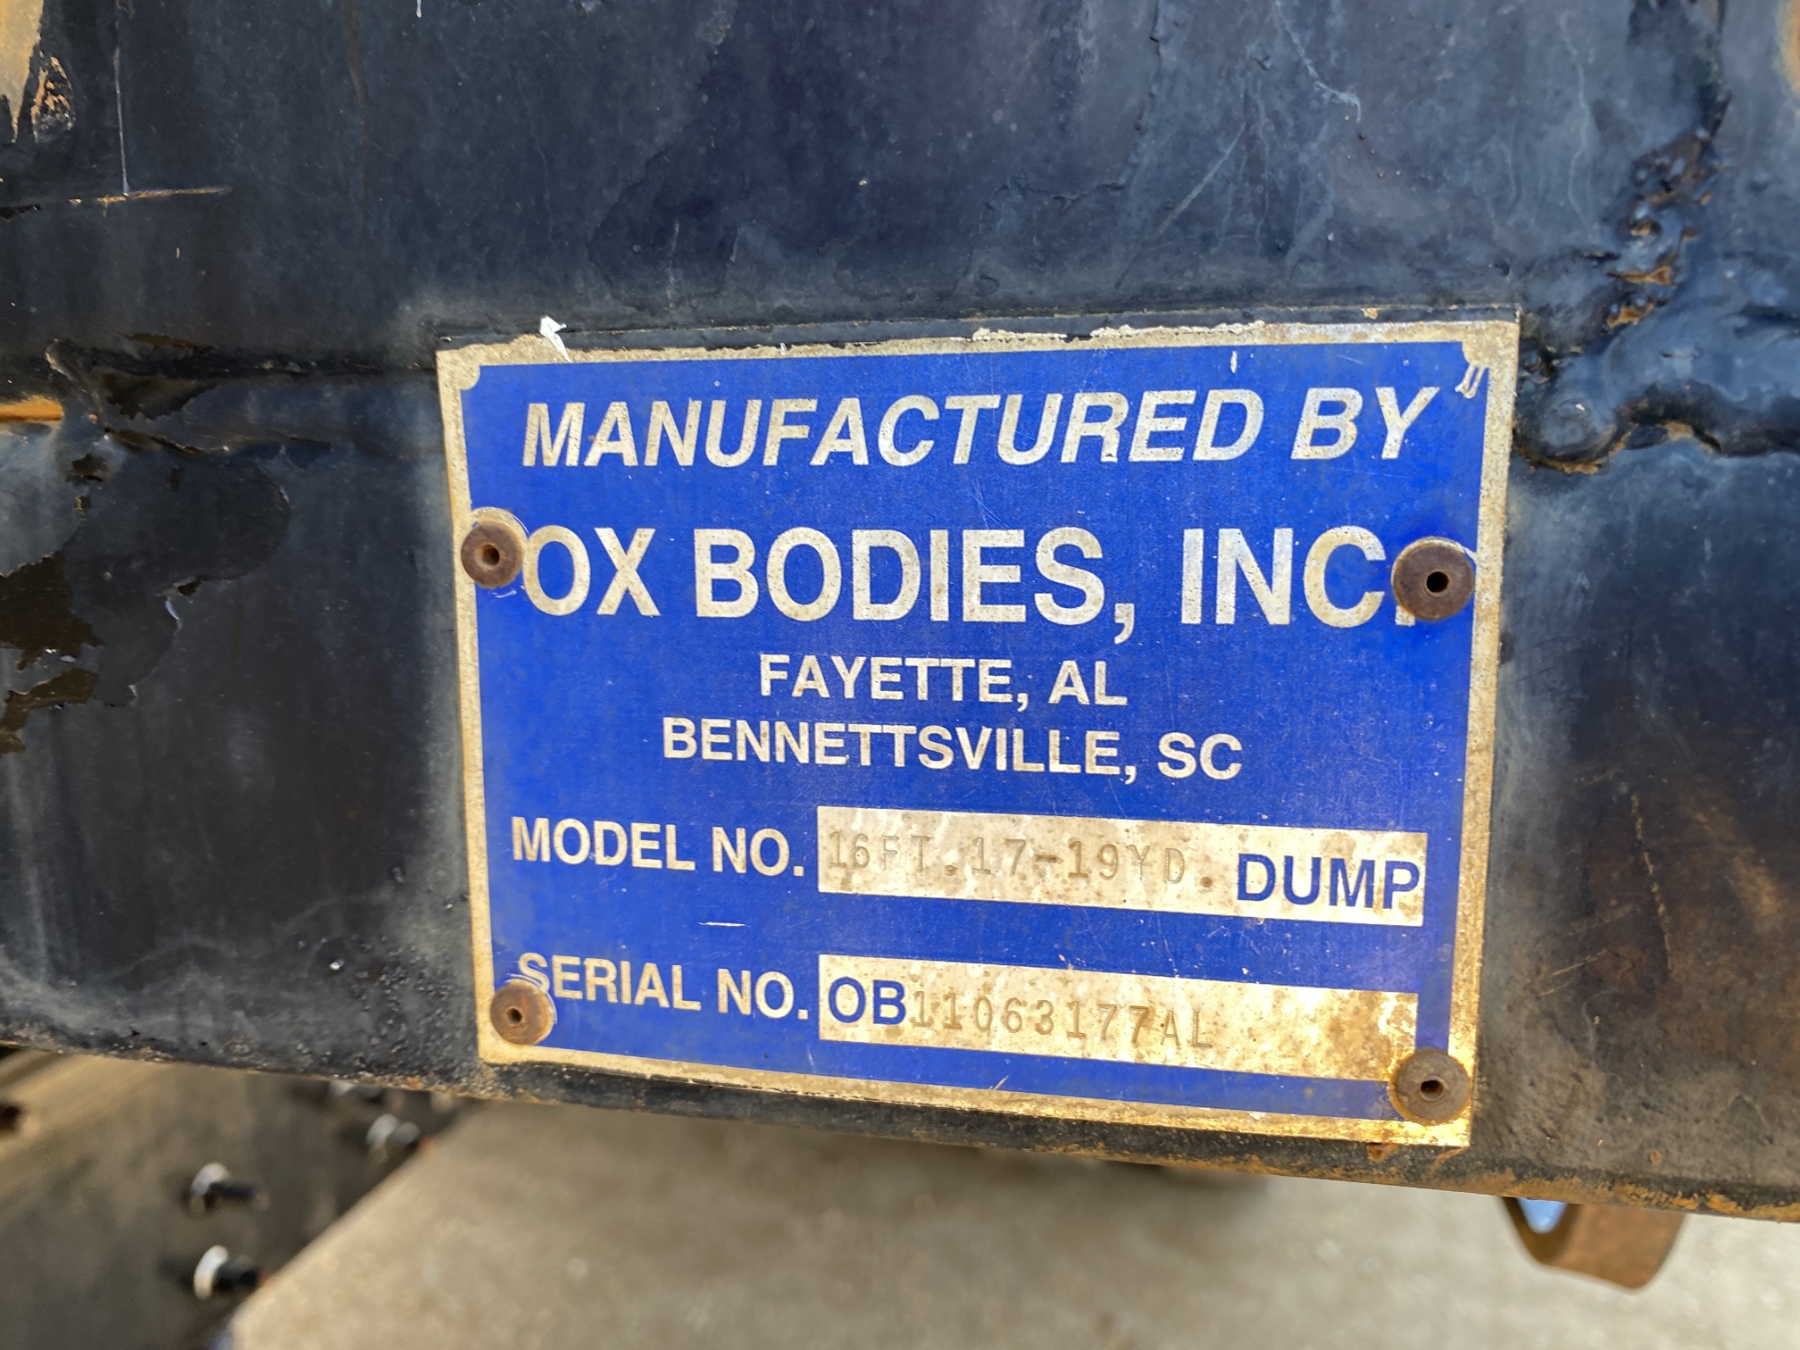 MANUFACTURED BY
OX BODIES, INC.
FAYETTE, AL
BENNETTSVILLE, SC
MODEL NO. 16FT.17-19YD. DUMP
SERIAL NO. OB11063177AL